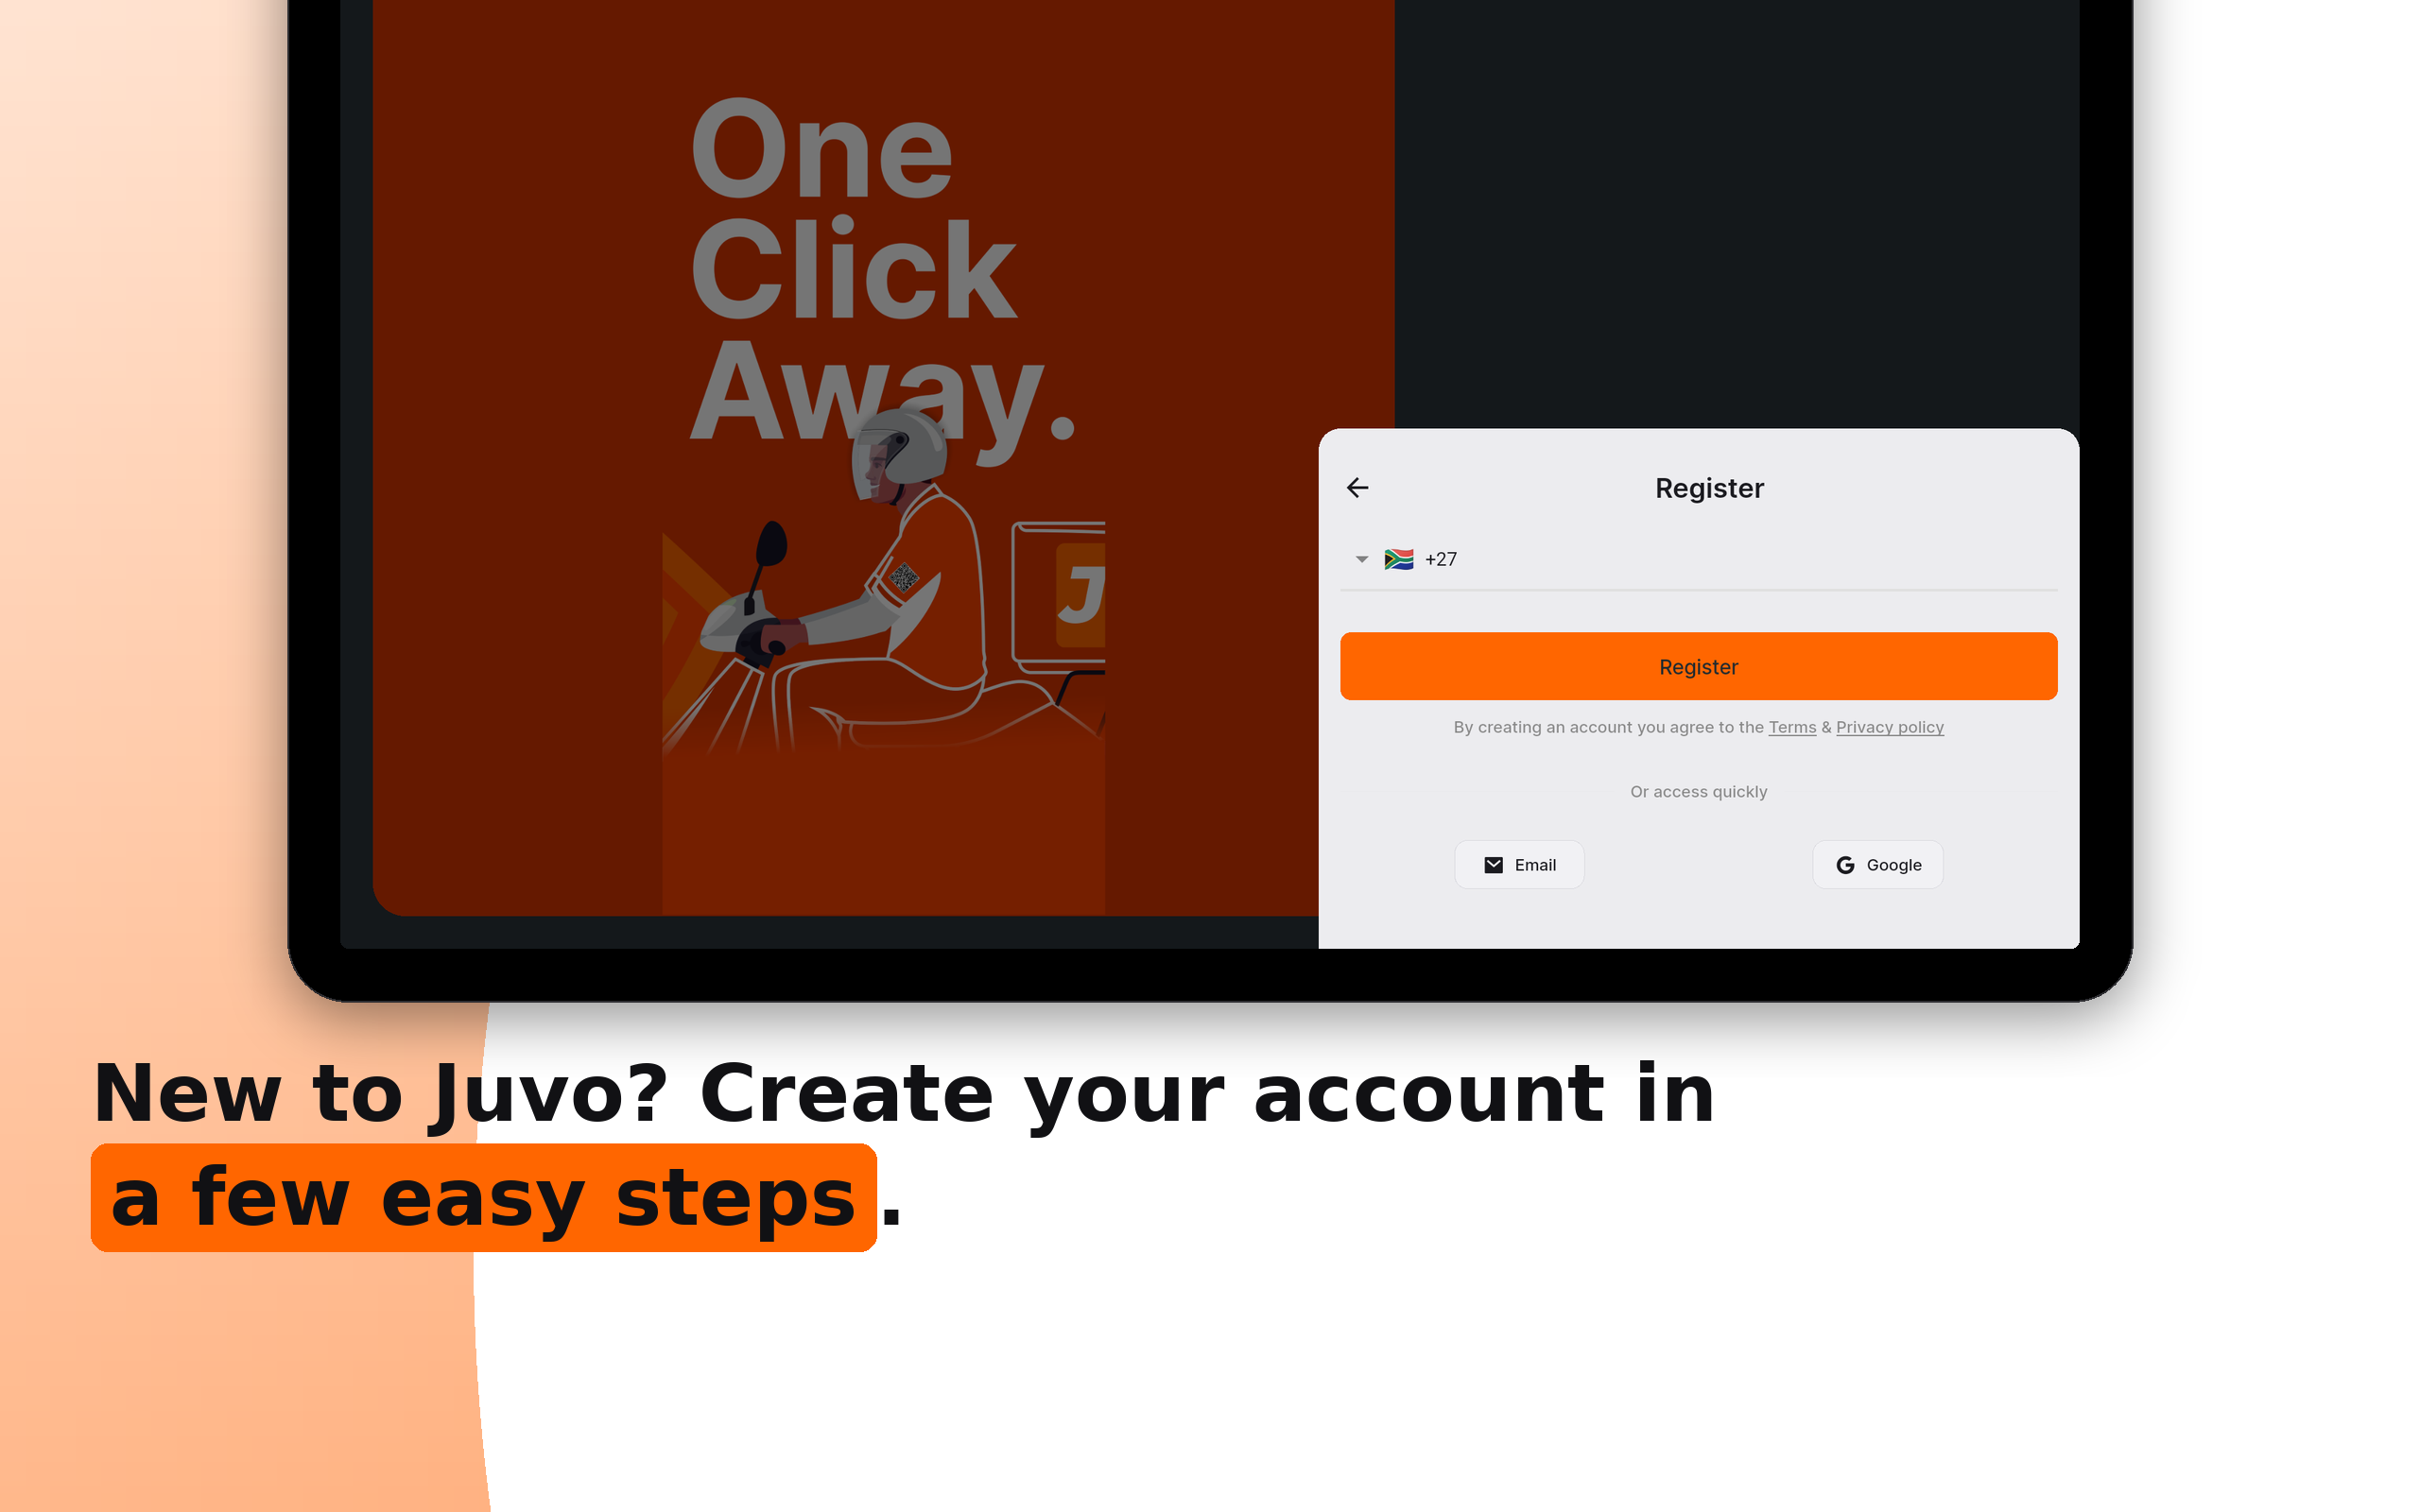 One
Click
Away.
J
Register
+27
Register
By creating an account you agree to the Terms & Privacy policy
Or access quickly
Email
Google
New to Juvo? Create your account in
a few easy steps.